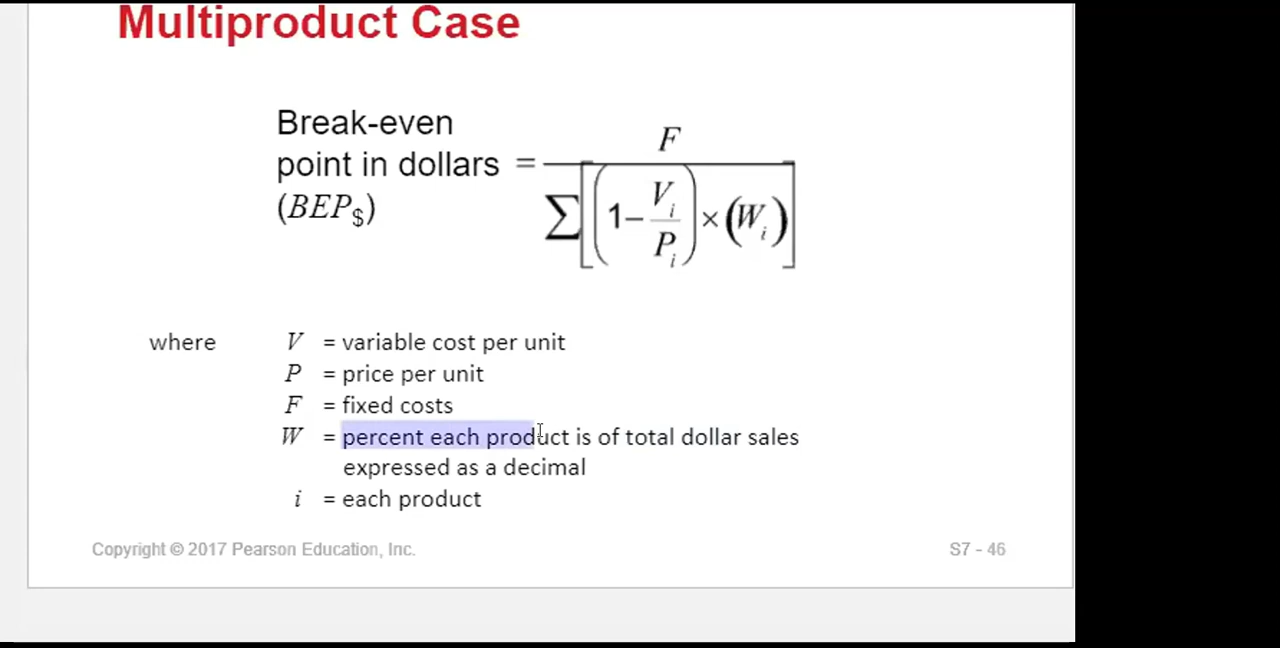 Multiproduct Case
Break-even
point in dollars =
(BEP$)
F
∑[(1– Vi/Pi) × (Wi)]
where V = variable cost per unit
P = price per unit
F = fixed costs
W = percent each product is of total dollar sales
expressed as a decimal
i = each product
Copyright © 2017 Pearson Education, Inc. S7 - 46